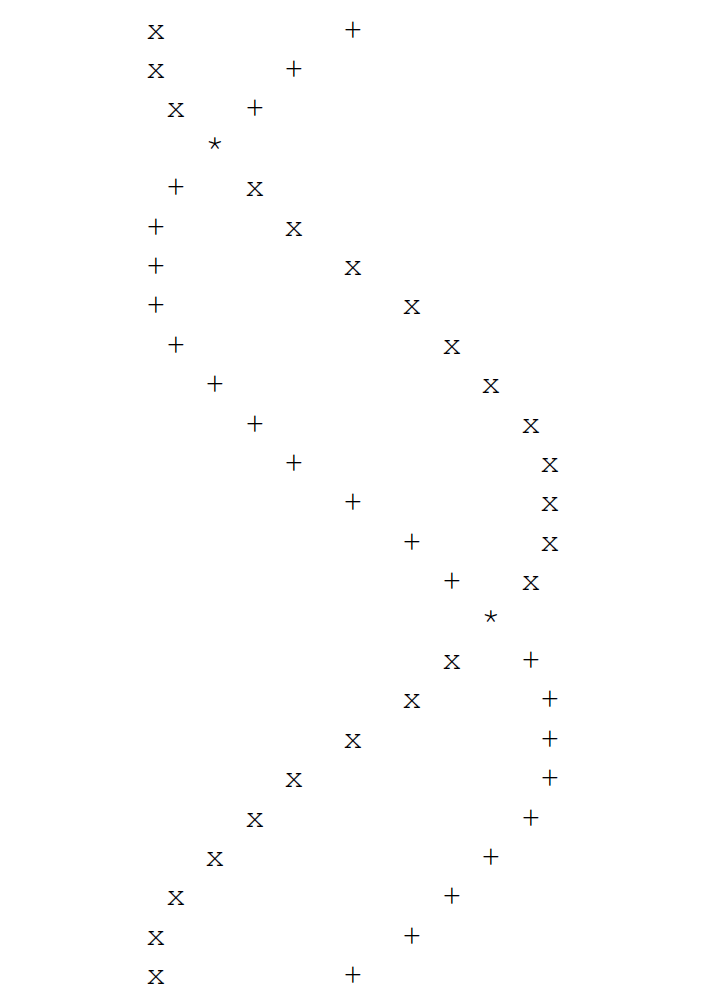 x         +
x      +
 x   +
   *
 +   x
+      x
+         x
+            x
 +             x
   +             x
     +             x
       +            x
          +         x
             +      x
               +   x
                 *
               x   +
             x      +
          x         +
       x            +
     x             +
   x             +
 x             +
x            +
x         +